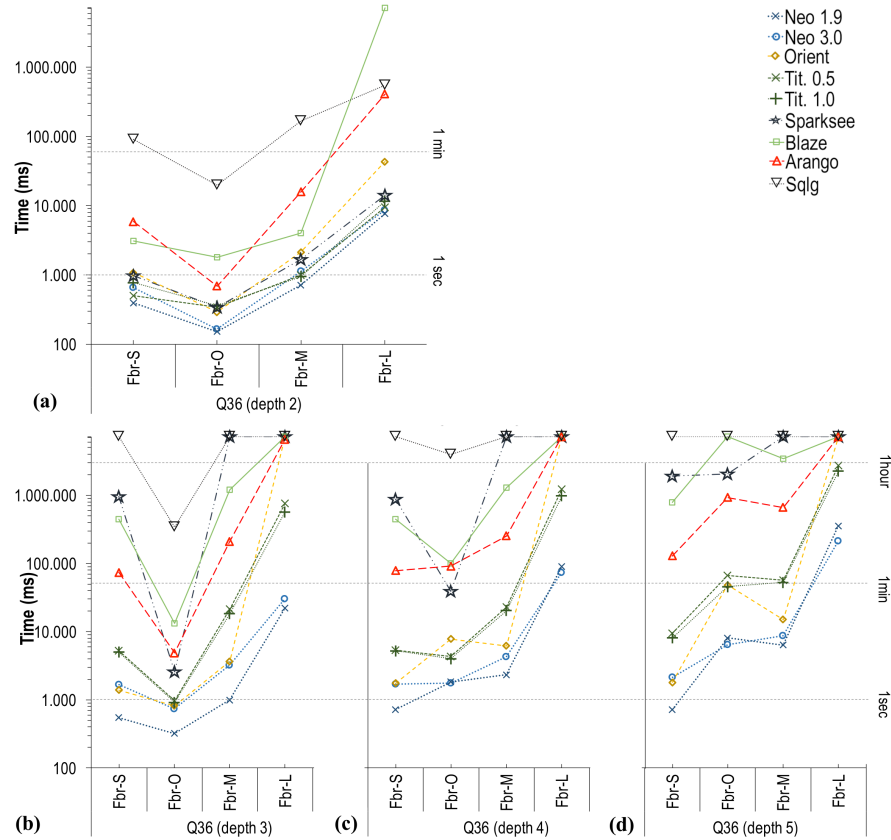 Neo 1.9
Neo 3.0
Orient
Tit. 0.5
Tit. 1.0
Sparksee
Blaze
Arango
Sqlg
Time (ms)
1.000.000
100.000
10.000
1.000
100
1 min
1 sec
Fbr-S
Fbr-O
Fbr-M
Fbr-L
(a)
Q36 (depth 2)
Time (ms)
1.000.000
100.000
10.000
1.000
100
Fbr-S
Fbr-O
Fbr-M
Fbr-L
(b)
Q36 (depth 3)
Fbr-S
Fbr-O
Fbr-M
Fbr-L
(c)
Q36 (depth 4)
Fbr-S
Fbr-O
Fbr-M
Fbr-L
(d)
Q36 (depth 5)
1hour
1min
1sec